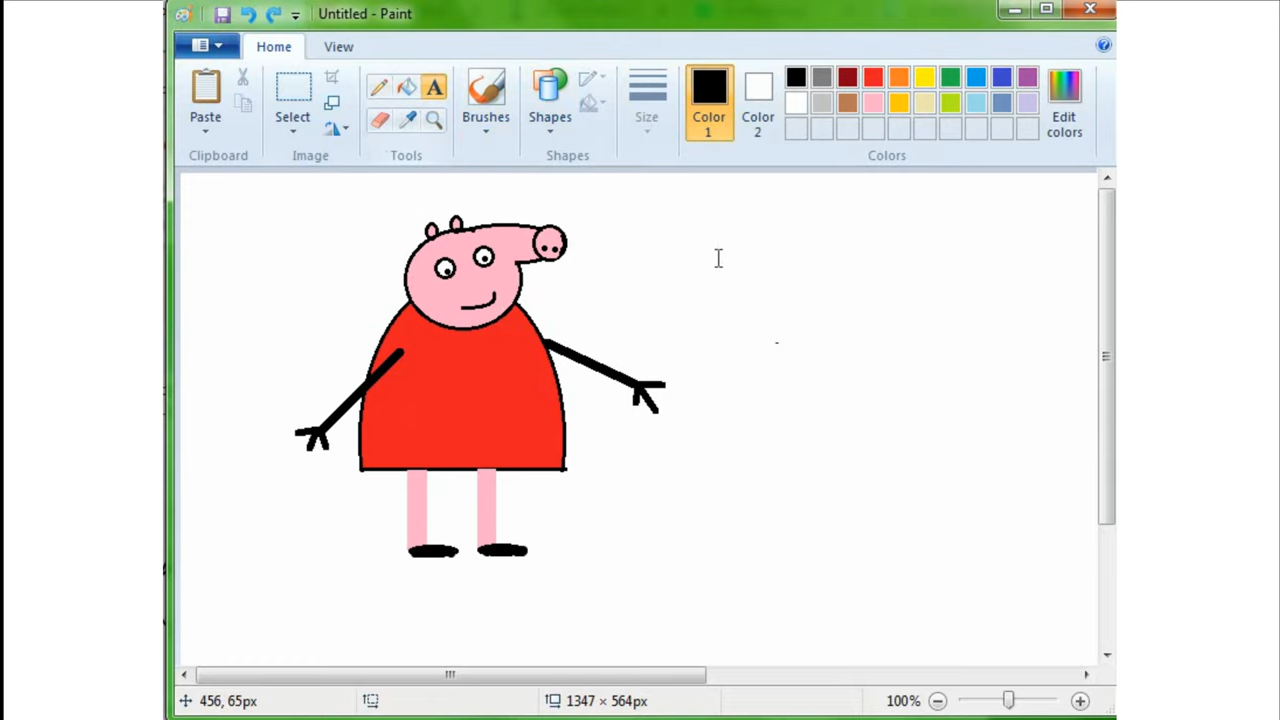 Untitled - Paint
Home View
Paste
Select
A
Brushes
Shapes
Size
Color 1
Color 2
Edit colors
Clipboard Image Tools Shapes Colors
456, 65px
1347 × 564px
100%